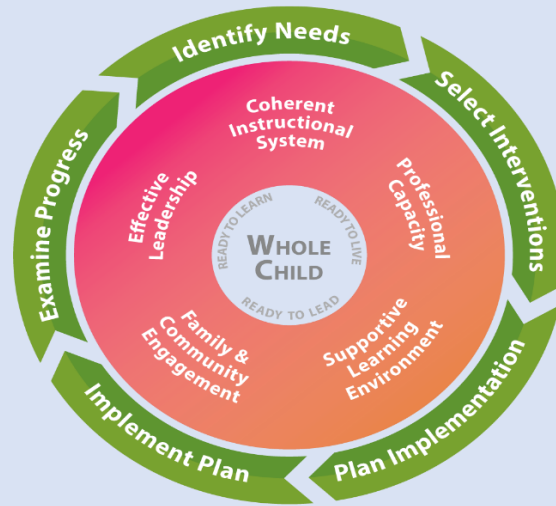 Identify Needs
Select Interventions
Plan Implementation
Implement Plan
Examine Progress
Coherent
Instructional
System
Professional
Capacity
Supportive
Learning
Environment
Family &
Community
Engagement
Effective
Leadership
READY TO LEARN
READY TO LIVE
READY TO LEAD
WHOLE
CHILD